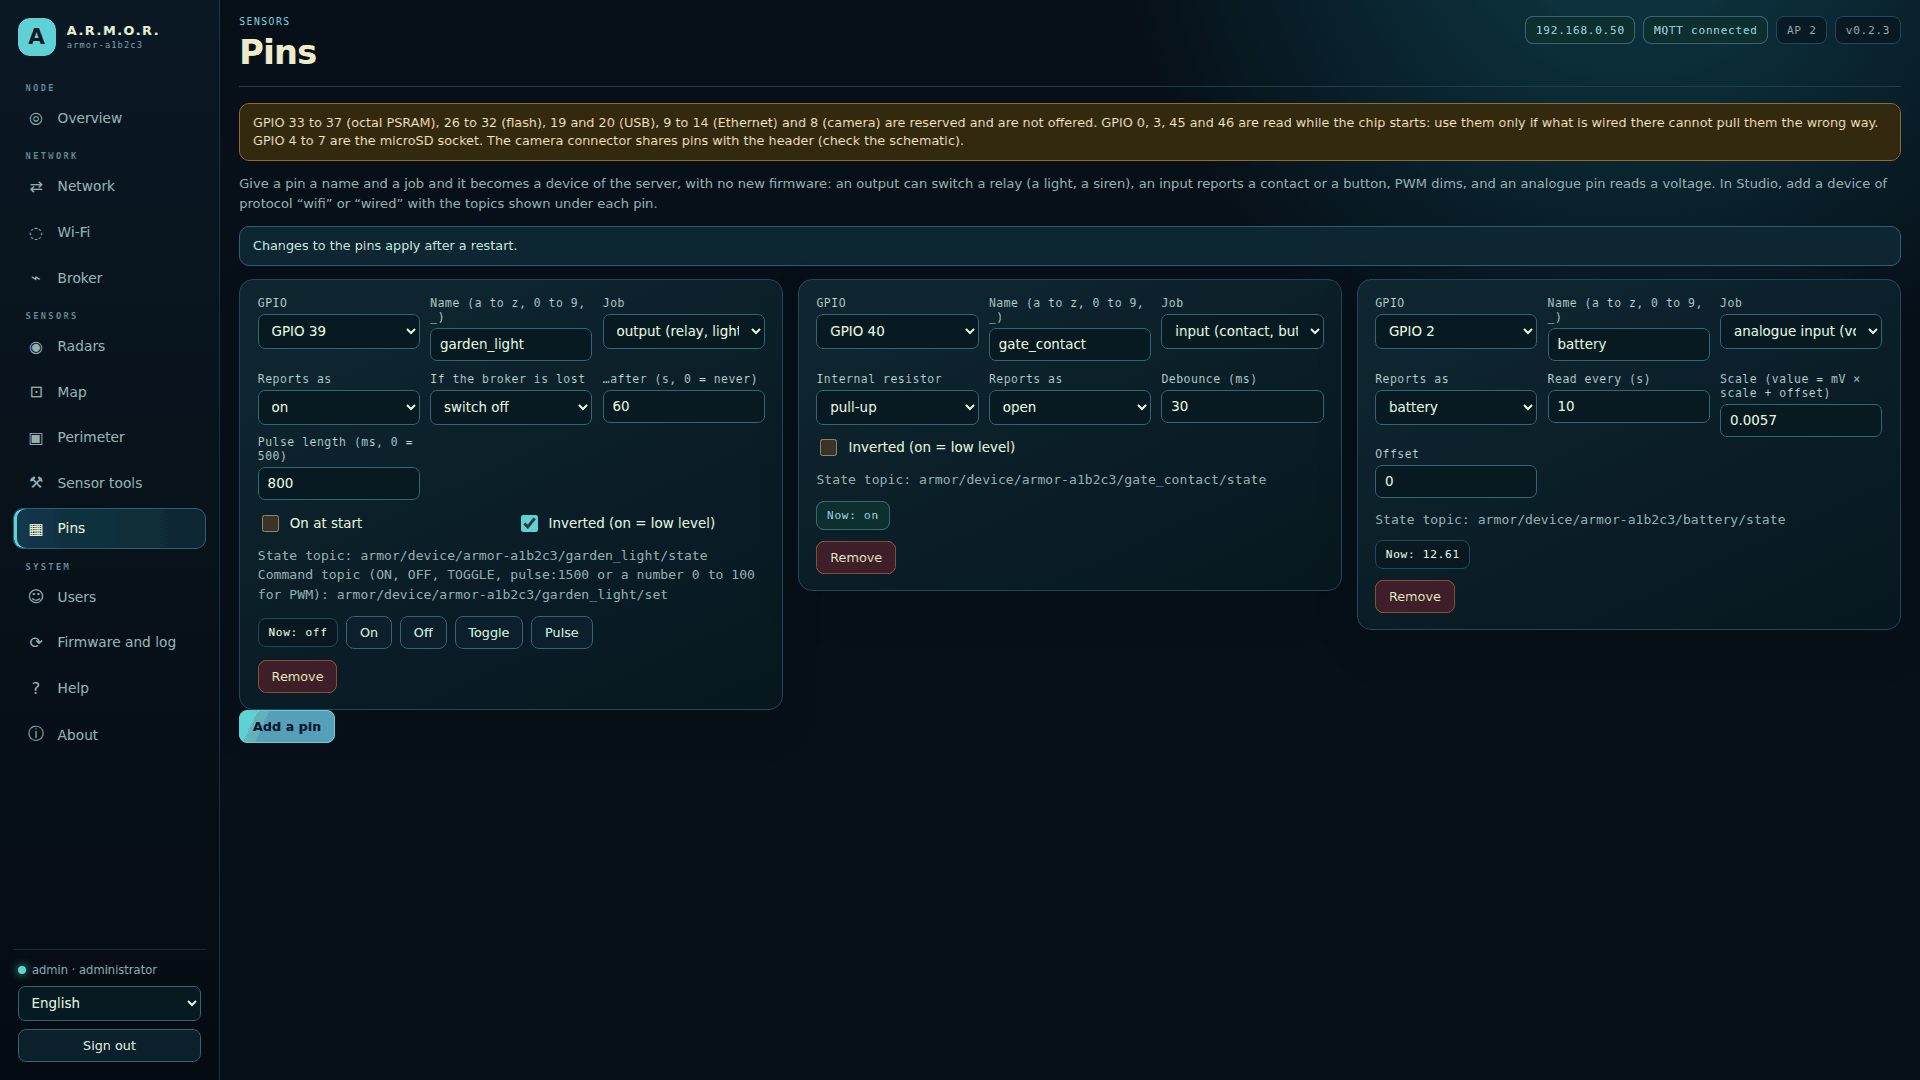 A
A.R.M.O.R.
armor-a1b2c3
NODE
Overview
NETWORK
Network
Wi-Fi
Broker
SENSORS
Radars
Map
Perimeter
Sensor tools
Pins
SYSTEM
Users
Firmware and log
? Help
About
admin · administrator
English
Sign out
SENSORS
Pins
192.168.0.50
MQTT connected
AP 2
v0.2.3
GPIO 33 to 37 (octal PSRAM), 26 to 32 (flash), 19 and 20 (USB), 9 to 14 (Ethernet) and 8 (camera) are reserved and are not offered. GPIO 0, 3, 45 and 46 are read while the chip starts: use them only if what is wired there cannot pull them the wrong way.
GPIO 4 to 7 are the microSD socket. The camera connector shares pins with the header (check the schematic).
Give a pin a name and a job and it becomes a device of the server, with no new firmware: an output can switch a relay (a light, a siren), an input reports a contact or a button, PWM dims, and an analogue pin reads a voltage. In Studio, add a device of
protocol “wifi” or “wired” with the topics shown under each pin.
Changes to the pins apply after a restart.
GPIO
Name (a to z, 0 to 9,
_)
Job
GPIO 39
garden_light
output (relay, light
Reports as
If the broker is lost
…after (s, 0 = never)
on
switch off
60
Pulse length (ms, 0 =
500)
800
On at start
Inverted (on = low level)
State topic: armor/device/armor-a1b2c3/garden_light/state
Command topic (ON, OFF, TOGGLE, pulse:1500 or a number 0 to 100
for PWM): armor/device/armor-a1b2c3/garden_light/set
Now: off
On
Off
Toggle
Pulse
Remove
GPIO
Name (a to z, 0 to 9,
_)
Job
GPIO 40
gate_contact
input (contact, but
Internal resistor
Reports as
Debounce (ms)
pull-up
open
30
Inverted (on = low level)
State topic: armor/device/armor-a1b2c3/gate_contact/state
Now: on
Remove
GPIO
Name (a to z, 0 to 9,
_)
Job
GPIO 2
battery
analogue input (vo
Reports as
Read every (s)
Scale (value = mV ×
scale + offset)
battery
10
0.0057
Offset
0
State topic: armor/device/armor-a1b2c3/battery/state
Now: 12.61
Remove
Add a pin